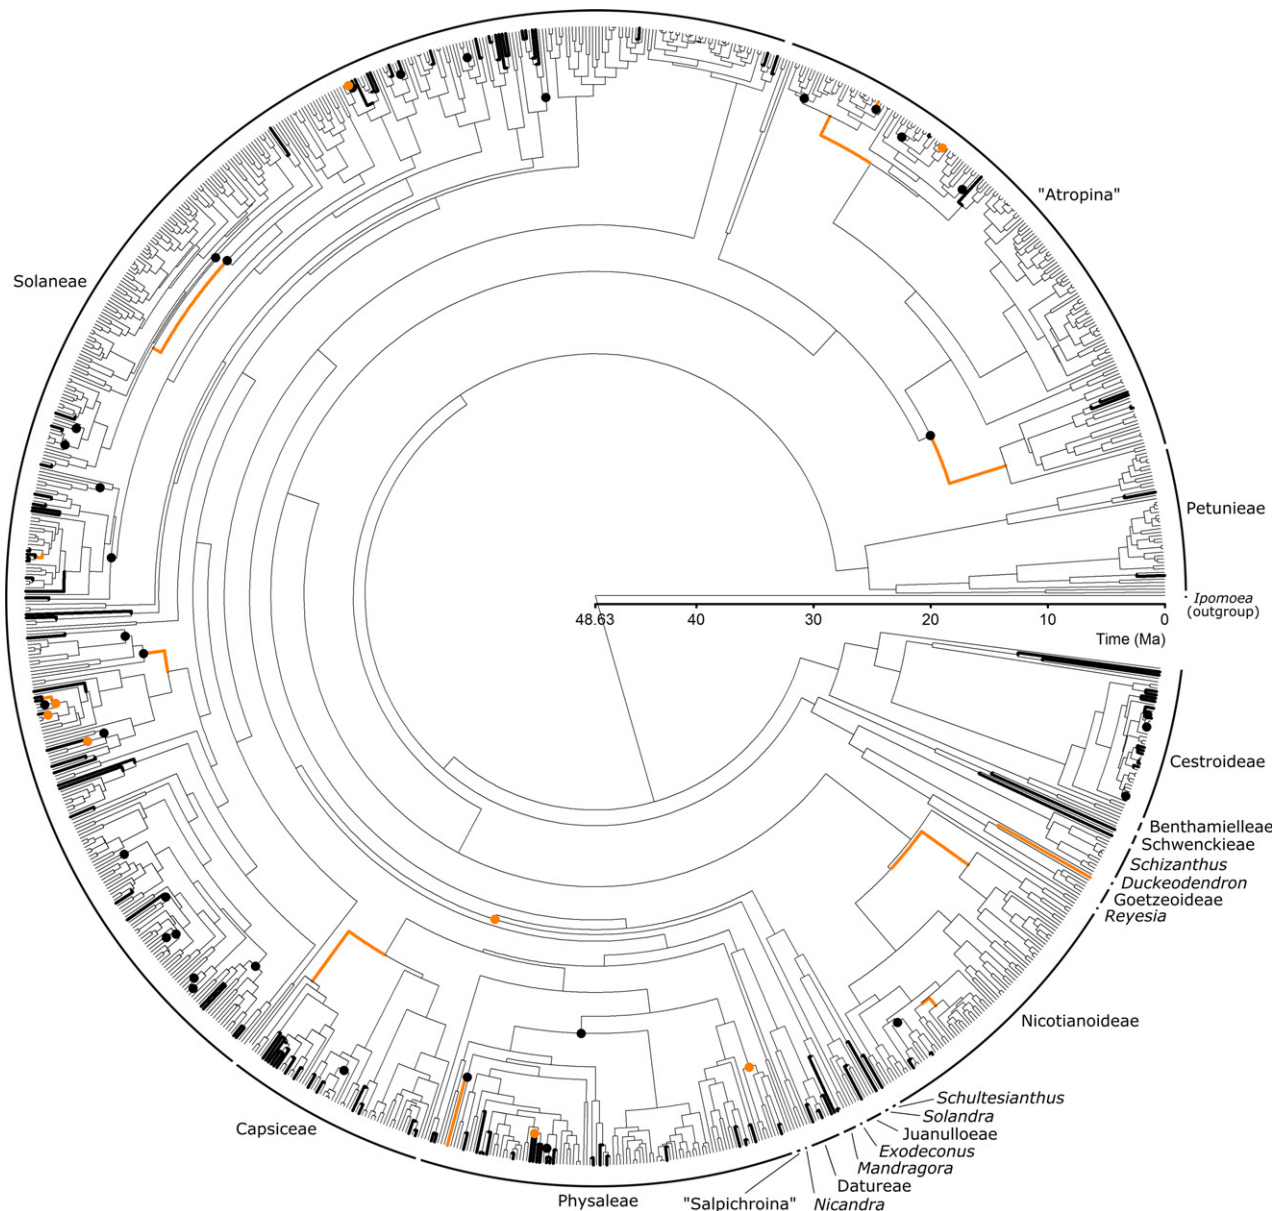 "Atropina"
Solaneae
Petunieae
Ipomoea
(outgroup)
48.63 40 30 20 10 0
Time (Ma)
Cestroideae
Benthamielleae
Schwenckieae
Schizanthus
Duckeodendron
Goetzeoideae
Reyesia
Nicotianoideae
Schultesianthus
Solandra
Juanulloeae
Exodeconus
Mandragora
Datureae
Nicandra
"Salpichroina"
Physaleae
Capsiceae